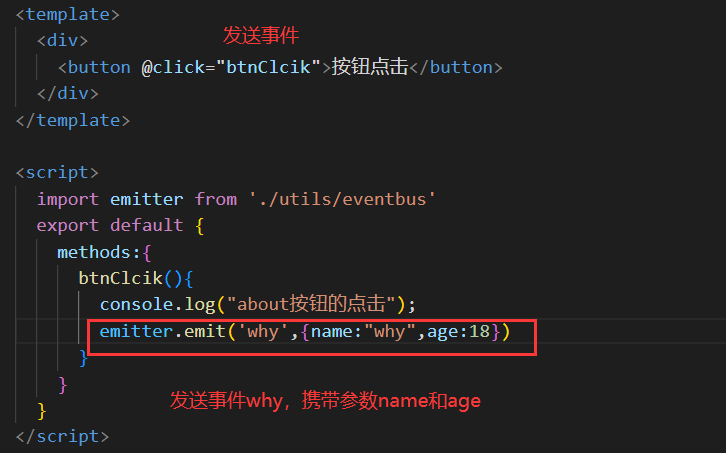 <template>
发送事件
<div>
<button @click="btnClcik">按钮点击</button>
</div>
</template>
<script>
import emitter from './utils/eventbus'
export default {
methods:{
btnClcik(){
console.log("about按钮的点击");
emitter.emit('why',{name:"why",age:18})
}
}
发送事件why，携带参数name和age
}
</script>